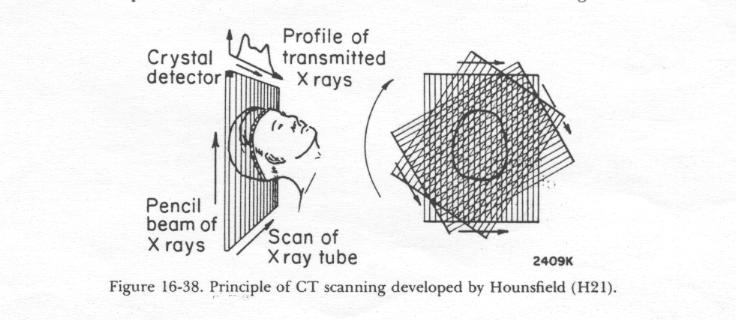 Profile of
transmitted
X rays
Crystal
detector
Pencil
beam of
X rays
Scan of
X ray tube
2409K
Figure 16-38. Principle of CT scanning developed by Hounsfield (H21).